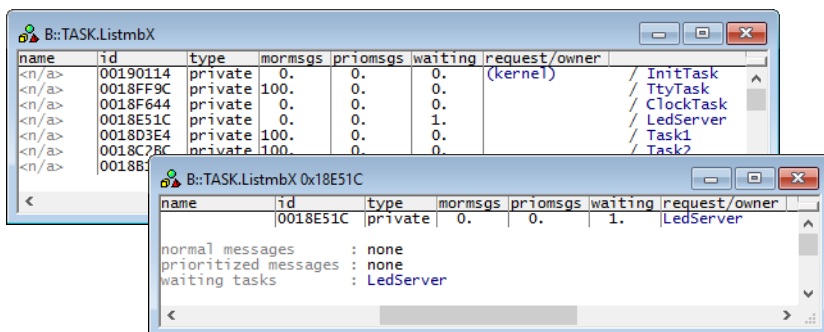 B::TASK.ListmbX
name id type mormsgs priomsgs waiting request/owner
<n/a> 00190114 private 0. 0. 0. (kernel) / InitTask
<n/a> 0018FF9C private 100. 0. 0. / TtyTask
<n/a> 0018F644 private 0. 0. 0. / ClockTask
<n/a> 0018E51C private 0. 0. 1. / LedServer
<n/a> 0018D3E4 private 100. 0. 0. / Task1
<n/a> 0018C2BC private 100. 0. 0. / Task2
<n/a>
B::TASK.ListmbX 0x18E51C
name id type mormsgs priomsgs waiting request/owner
0018E51C private 0. 0. 1. LedServer
normal messages : none
prioritized messages : none
waiting tasks : LedServer